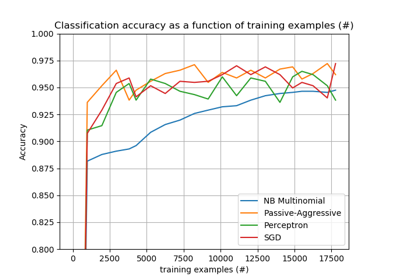 Classification accuracy as a function of training examples (#)
1.000
0.975
0.950
0.925
0.900
0.875
0.850
0.825
0.800
Accuracy
NB Multinomial
Passive-Aggressive
Perceptron
SGD
0 2500 5000 7500 10000 12500 15000 17500
training examples (#)